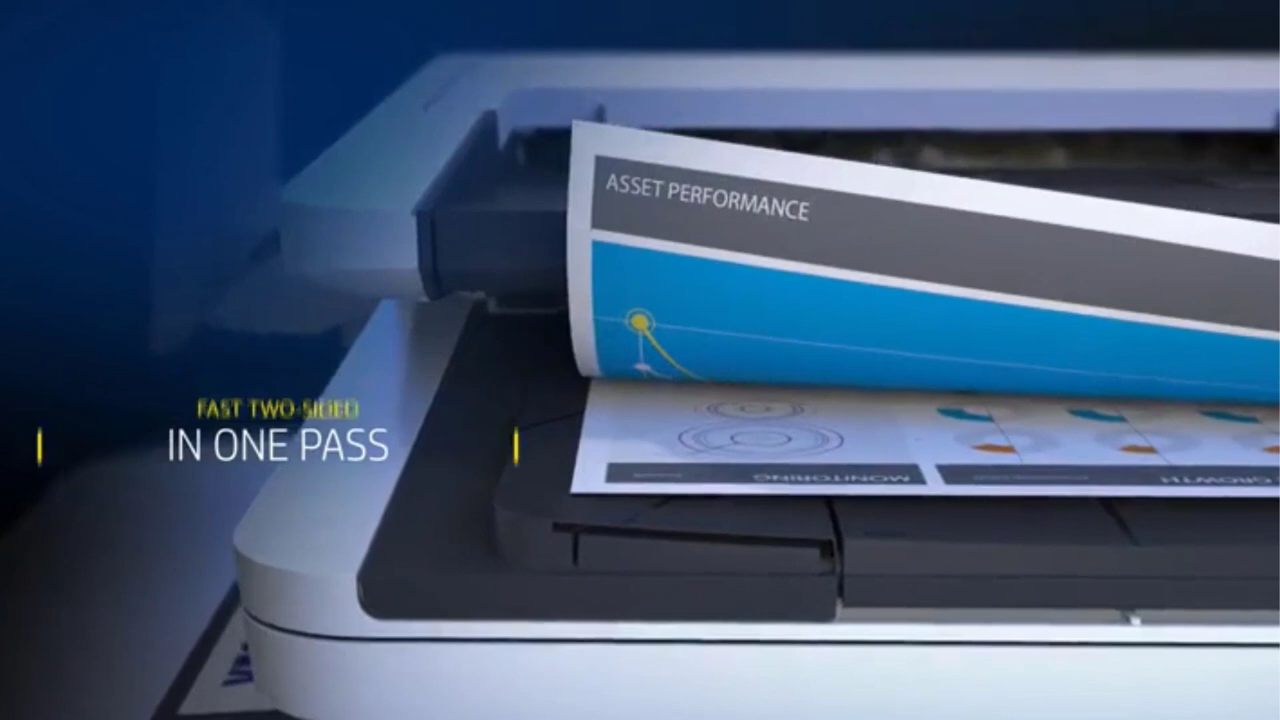 ASSET PERFORMANCE
FAST TWO-SIDED
IN ONE PASS
MONITORING
GROWTH